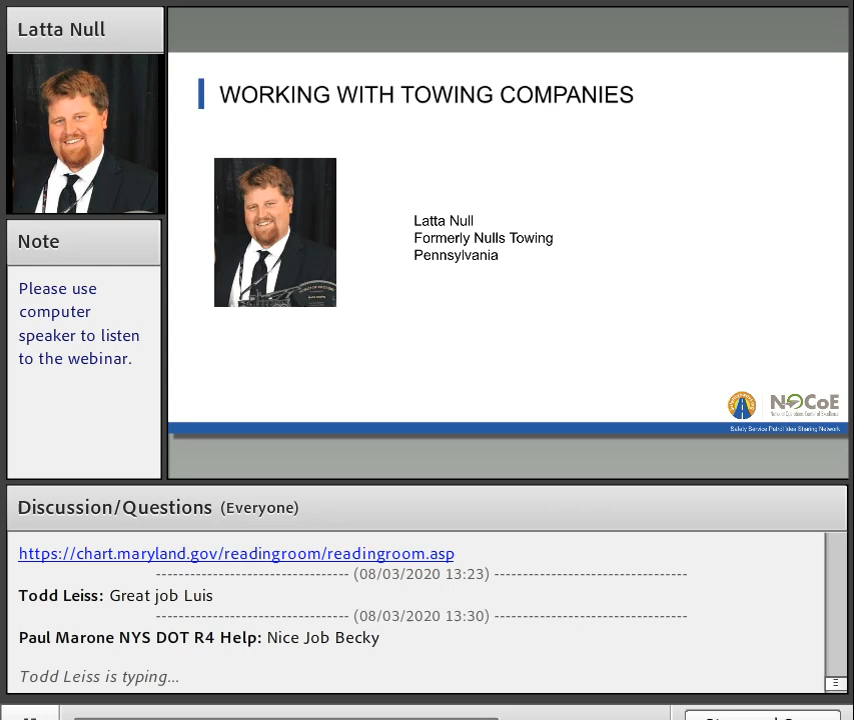 Latta Null
WORKING WITH TOWING COMPANIES
Latta Null
Formerly Nulls Towing
Pennsylvania
Note
Please use
computer
speaker to listen
to the webinar.
NOCoE
Safety Service Patrol Idea Sharing Network
Discussion/Questions (Everyone)
https://chart.maryland.gov/readingroom/readingroom.asp
--------------------------------- (08/03/2020 13:23) ---------------------------------
Todd Leiss: Great job Luis
--------------------------------- (08/03/2020 13:30) ---------------------------------
Paul Marone NYS DOT R4 Help: Nice Job Becky
Todd Leiss is typing...